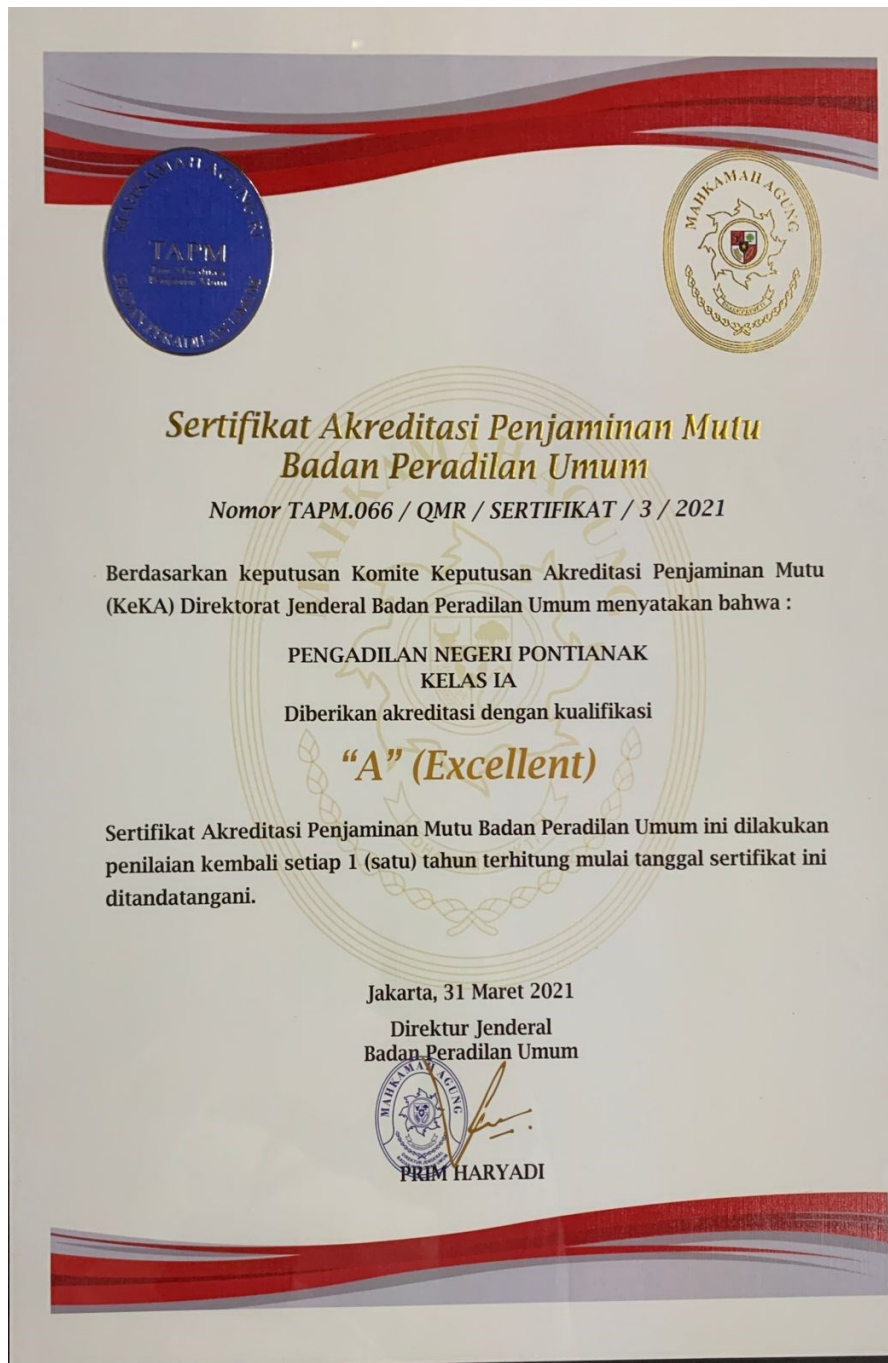 MAHKAMAH AGUNG RI
TAPM
BADAN PERADILAN UMUM
MAHKAMAH AGUNG
Sertifikat Akreditasi Penjaminan Mutu
Badan Peradilan Umum
Nomor TAPM.066 / QMR / SERTIFIKAT / 3 / 2021
Berdasarkan keputusan Komite Keputusan Akreditasi Penjaminan Mutu
(KeKA) Direktorat Jenderal Badan Peradilan Umum menyatakan bahwa :
PENGADILAN NEGERI PONTIANAK
KELAS IA
Diberikan akreditasi dengan kualifikasi
“A” (Excellent)
Sertifikat Akreditasi Penjaminan Mutu Badan Peradilan Umum ini dilakukan
penilaian kembali setiap 1 (satu) tahun terhitung mulai tanggal sertifikat ini
ditandatangani.
Jakarta, 31 Maret 2021
Direktur Jenderal
Badan Peradilan Umum
MAHKAMAH AGUNG
PRIM HARYADI